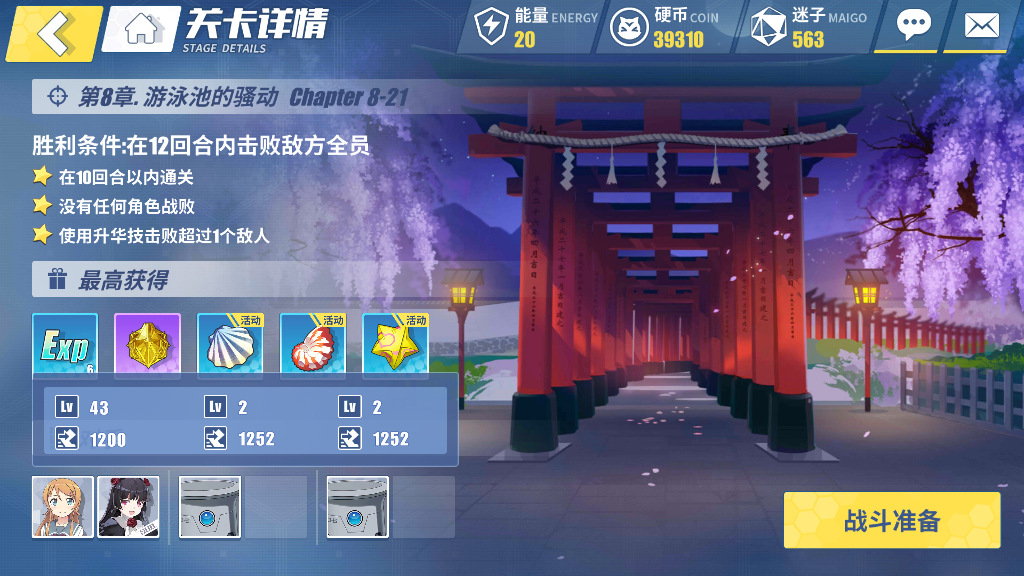 关卡详情
STAGE DETAILS
能量 ENERGY
20
硬币 COIN
39310
迷子 MAIGO
563
第8章. 游泳池的骚动 Chapter 8-21
胜利条件:在12回合内击败敌方全员
在10回合以内通关
没有任何角色战败
使用升华技击败超过1个敌人
最高获得
Exp
6
活动
活动
活动
Lv 43
Lv 2
Lv 2
1200
1252
1252
战斗准备